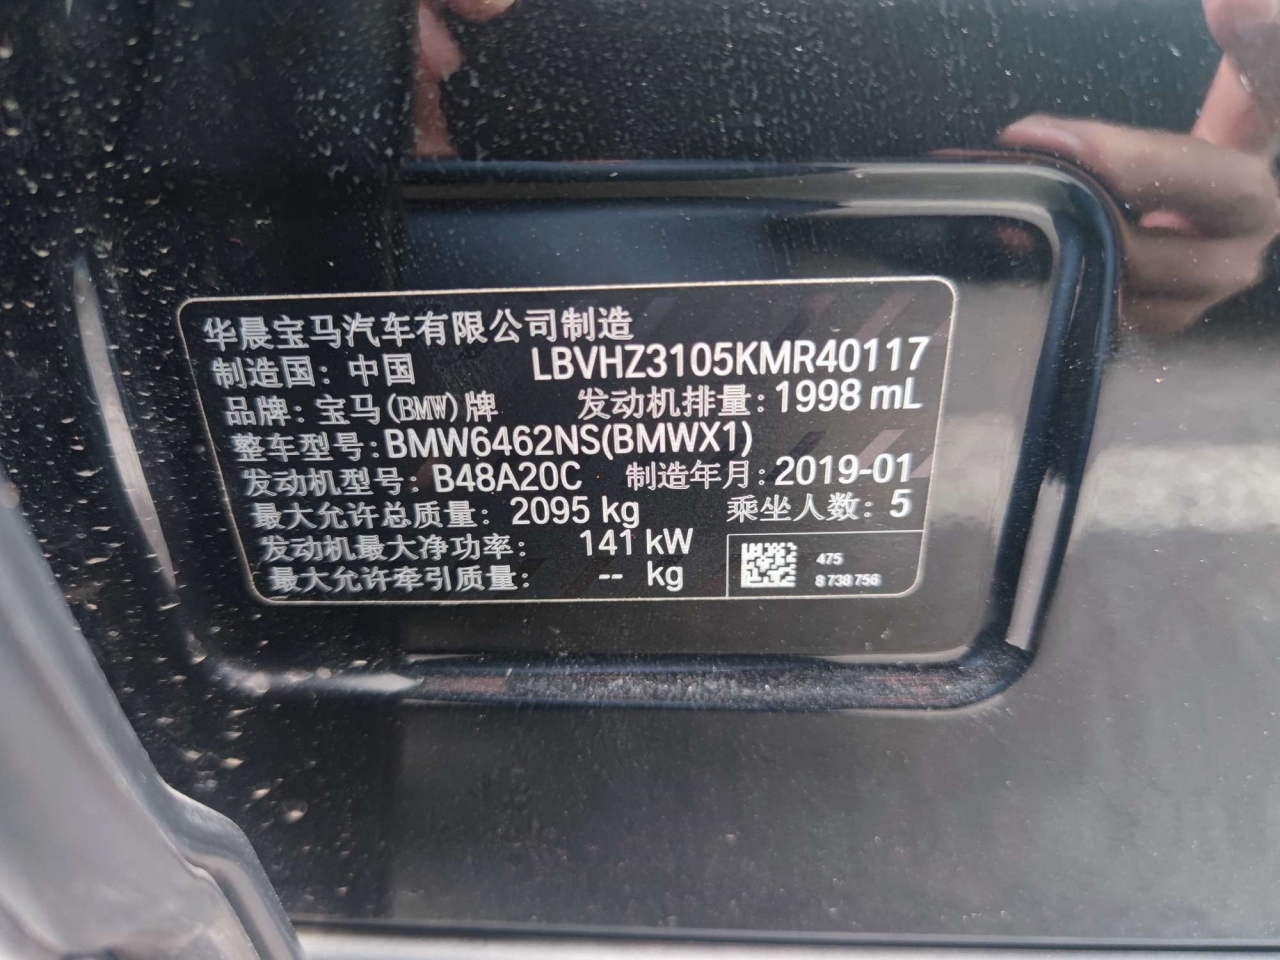 华晨宝马汽车有限公司制造
制造国: 中国 LBVHZ3105KMR40117
品牌: 宝马(BMW)牌 发动机排量: 1998 mL
整车型号: BMW6462NS(BMWX1)
发动机型号: B48A20C 制造年月: 2019-01
最大允许总质量: 2095 kg 乘坐人数: 5
发动机最大净功率: 141 kW
最大允许牵引质量: -- kg
475
8 738 756